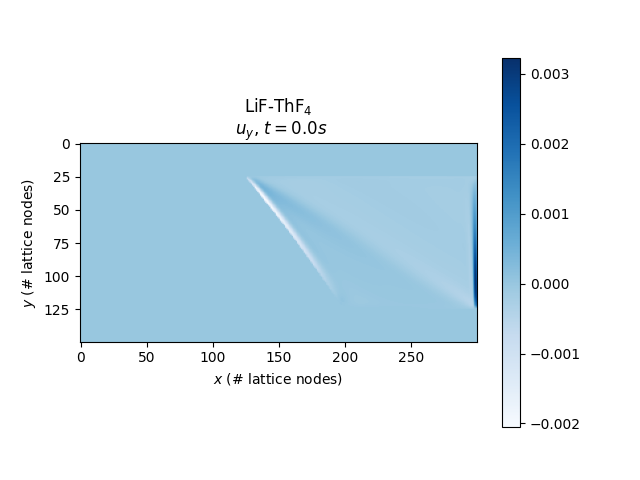 LiF-ThF₄
u_y, t = 0.0s
0
25
50
75
100
125
y (# lattice nodes)
0 50 100 150 200 250
x (# lattice nodes)
0.003
0.002
0.001
0.000
−0.001
−0.002